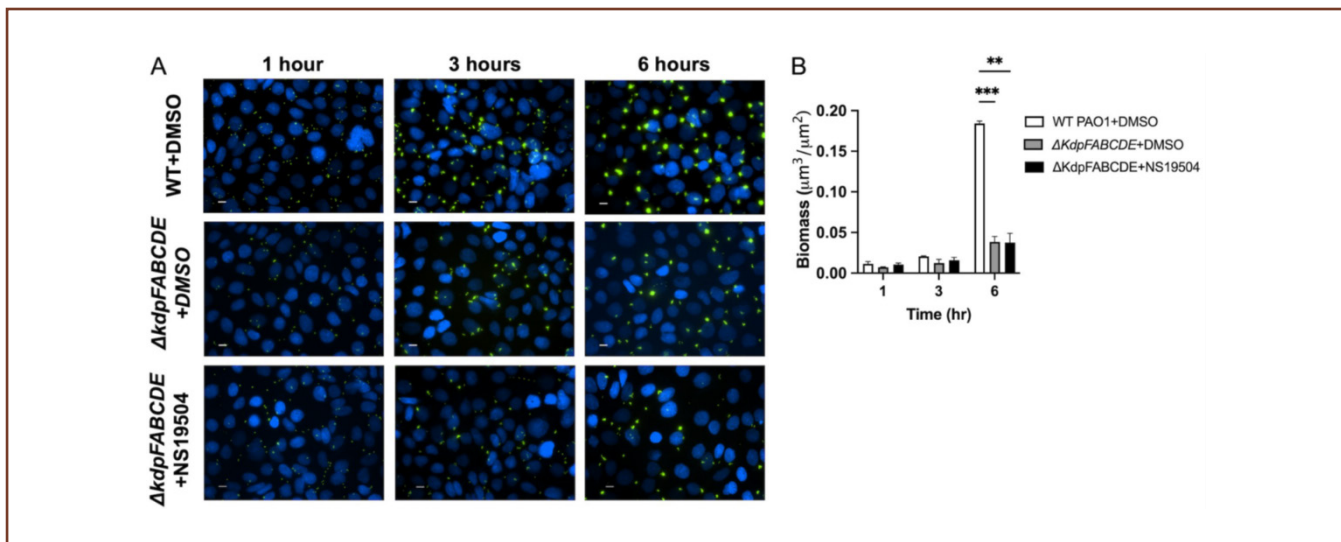 A
1 hour
3 hours
6 hours
WT+DMSO
ΔkdpFABCDE
+DMSO
ΔkdpFABCDE
+NS19504
B
**
***
0.20
0.15
0.10
0.05
0.00
Biomass (μm³/μm²)
1 3 6
Time (hr)
WT PAO1+DMSO
ΔKdpFABCDE+DMSO
ΔKdpFABCDE+NS19504